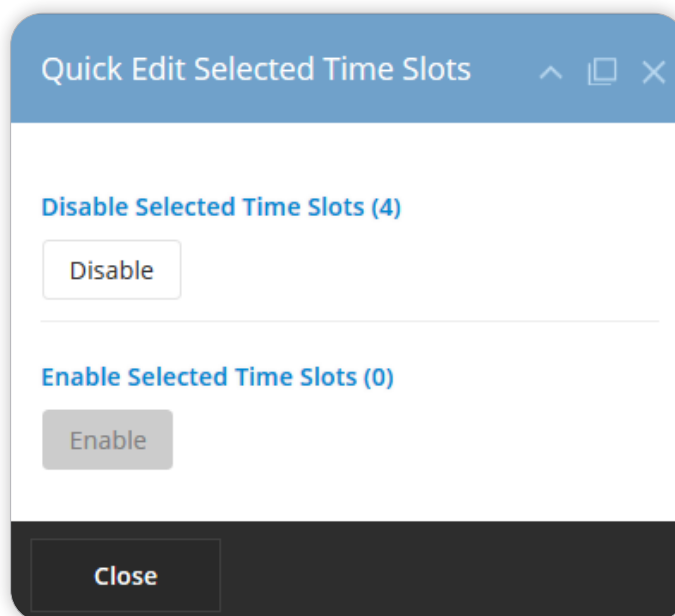 Quick Edit Selected Time Slots
Disable Selected Time Slots (4)
Disable
Enable Selected Time Slots (0)
Enable
Close